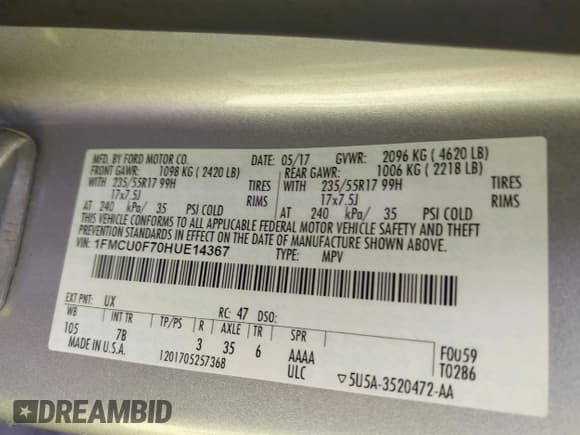 MFD. BY FORD MOTOR CO.
DATE: 05/17 GVWR: 2096 KG ( 4620 LB)
FRONT GAWR: 1098 KG ( 2420 LB) REAR GAWR: 1006 KG ( 2218 LB)
WITH 235/55R17 99H TIRES WITH 235/55R17 99H TIRES
17x7.5J RIMS 17x7.5J RIMS
AT 240 kPa/ 35 PSI COLD AT 240 kPa/ 35 PSI COLD
THIS VEHICLE CONFORMS TO ALL APPLICABLE FEDERAL MOTOR VEHICLE SAFETY AND THEFT
PREVENTION STANDARDS IN EFFECT ON THE DATE OF MANUFACTURE SHOWN ABOVE.
VIN: 1FMCU0F70HUE14367 TYPE: MPV
EXT PNT: UX RC: 47 DSO:
WB INT TR TP/PS R AXLE TR SPR
105 7B 3 35 6 AAAA F0U59
MADE IN U.S.A. 1201705257368 ULC T0286
▽5U5A-3520472-AA
DREAMBID